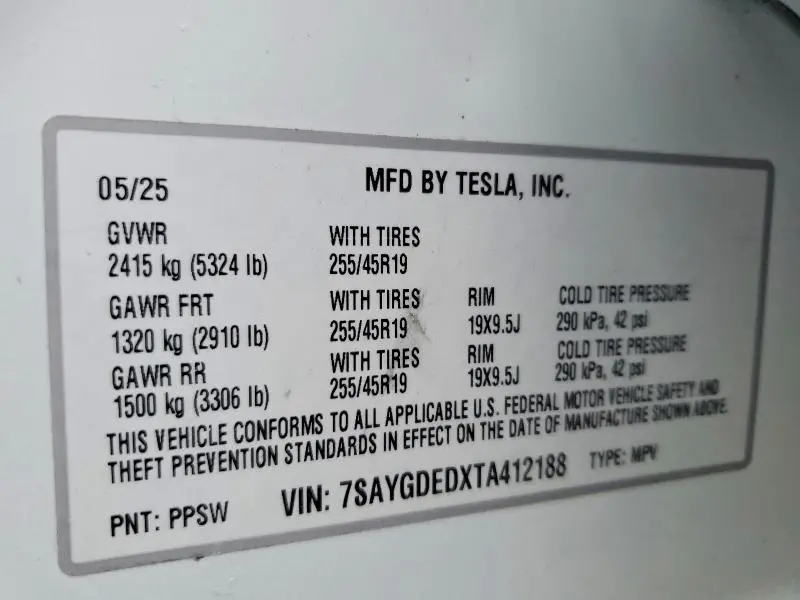 05/25 MFD BY TESLA, INC.
GVWR WITH TIRES
2415 kg (5324 lb) 255/45R19
GAWR FRT WITH TIRES RIM COLD TIRE PRESSURE
1320 kg (2910 lb) 255/45R19 19X9.5J 290 kPa, 42 psi
GAWR RR WITH TIRES RIM COLD TIRE PRESSURE
1500 kg (3306 lb) 255/45R19 19X9.5J 290 kPa, 42 psi
THIS VEHICLE CONFORMS TO ALL APPLICABLE U.S. FEDERAL MOTOR VEHICLE SAFETY AND
THEFT PREVENTION STANDARDS IN EFFECT ON THE DATE OF MANUFACTURE SHOWN ABOVE.
PNT: PPSW VIN: 7SAYGDEDXTA412188 TYPE: MPV